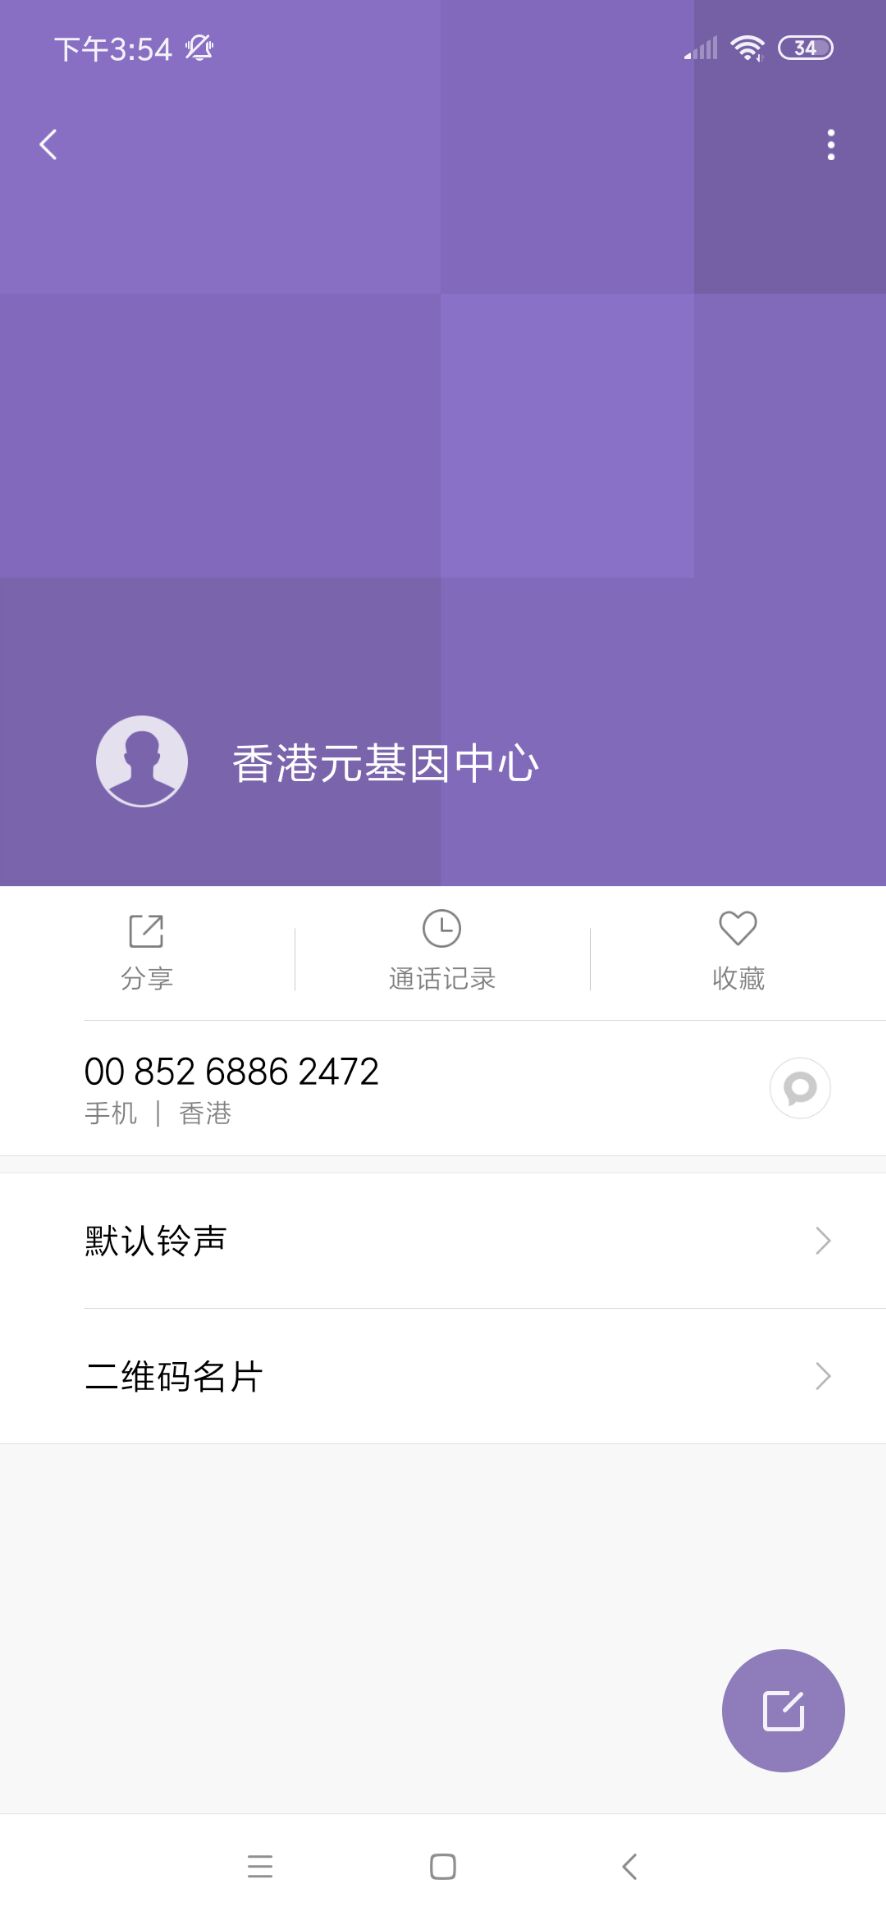 下午3:54
34
香港元基因中心
分享
通话记录
收藏
00 852 6886 2472
手机 | 香港
默认铃声
二维码名片